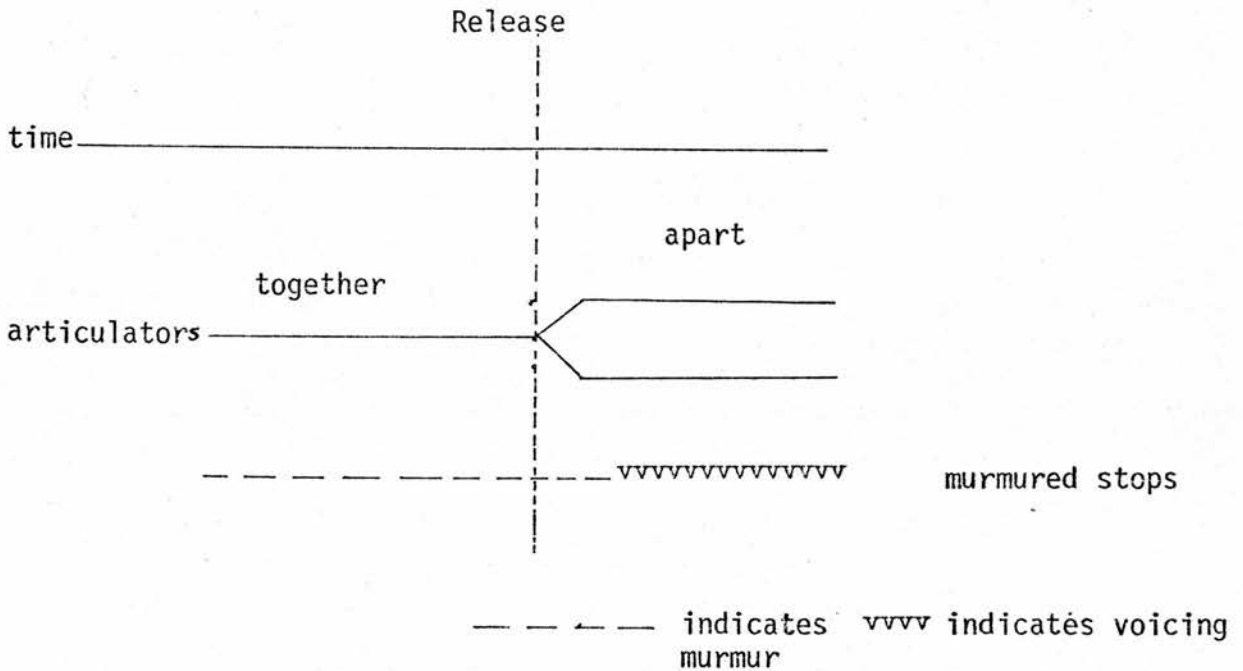 Release
time
apart
together
articulators
murmured stops
indicates
murmur
indicates voicing